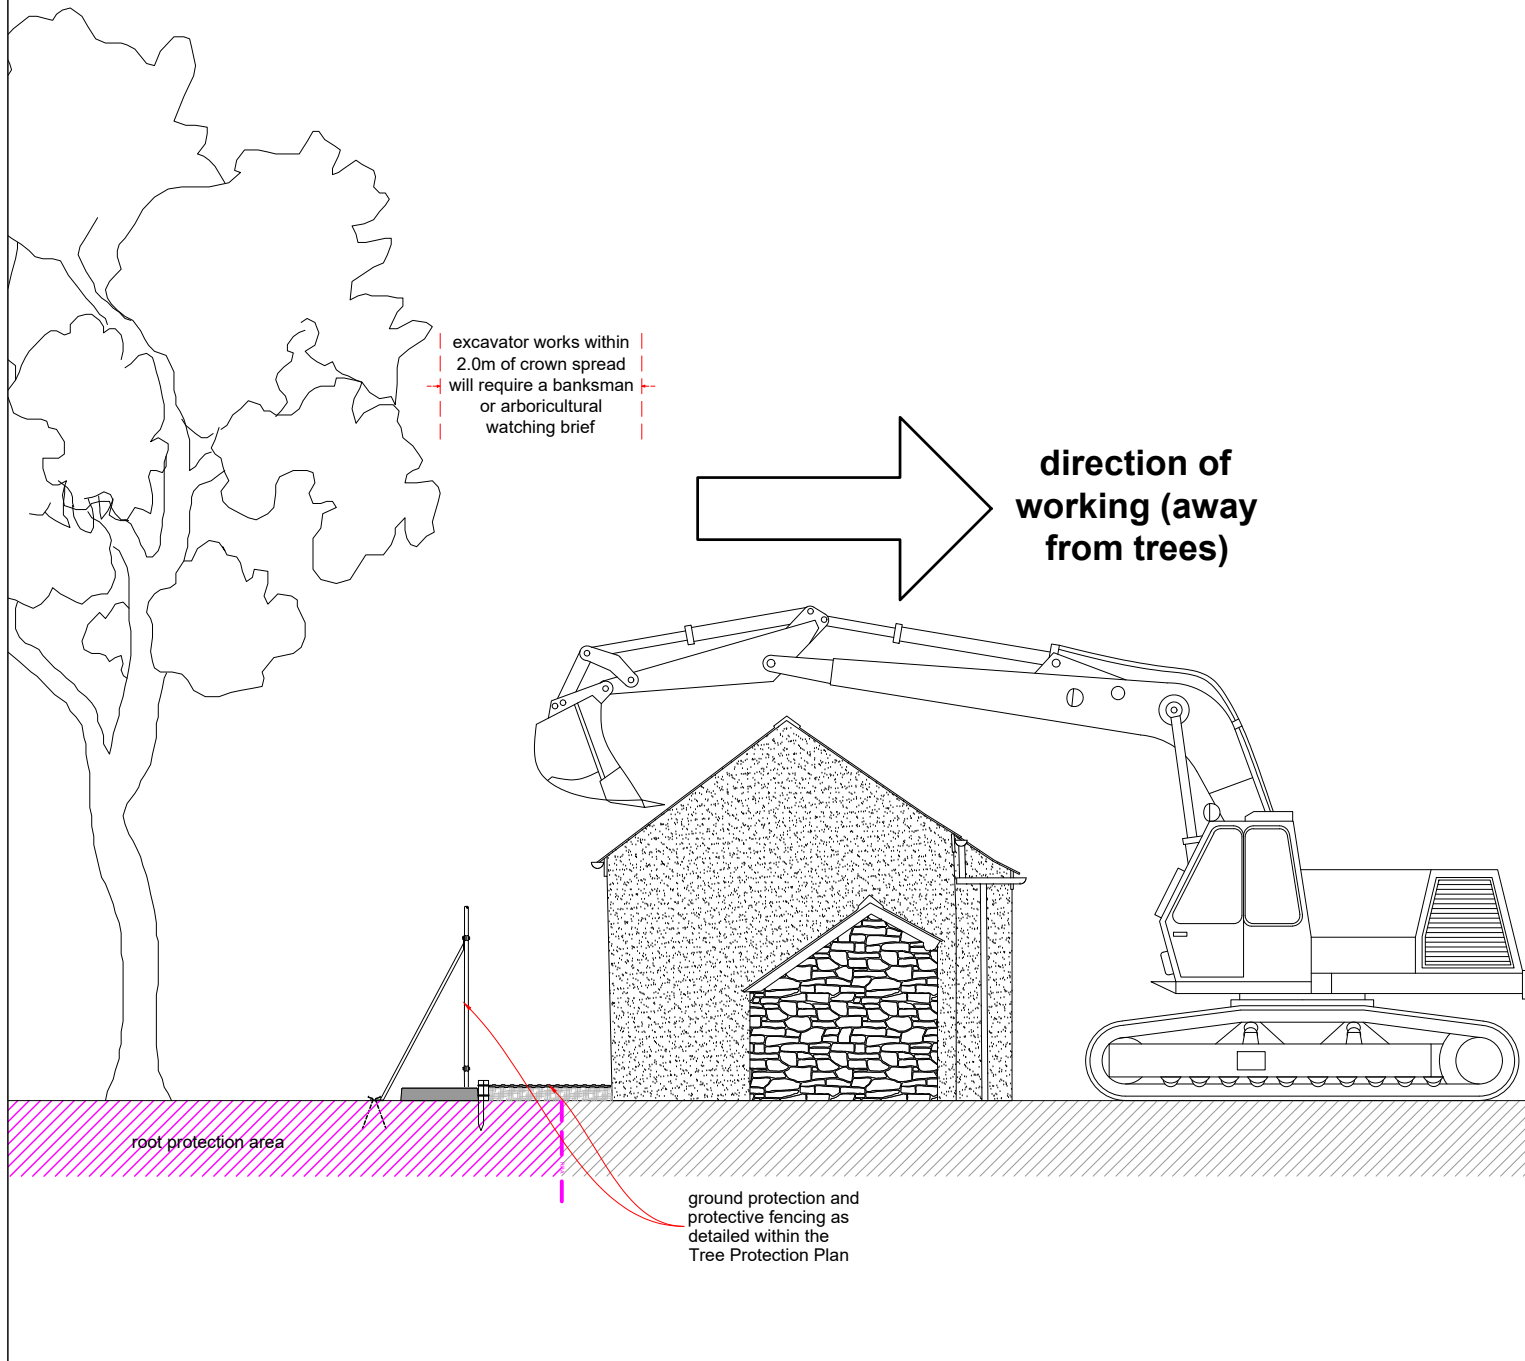 excavator works within
2.0m of crown spread
will require a banksman
or arboricultural
watching brief
direction of
working (away
from trees)
root protection area
ground protection and
protective fencing as
detailed within the
Tree Protection Plan